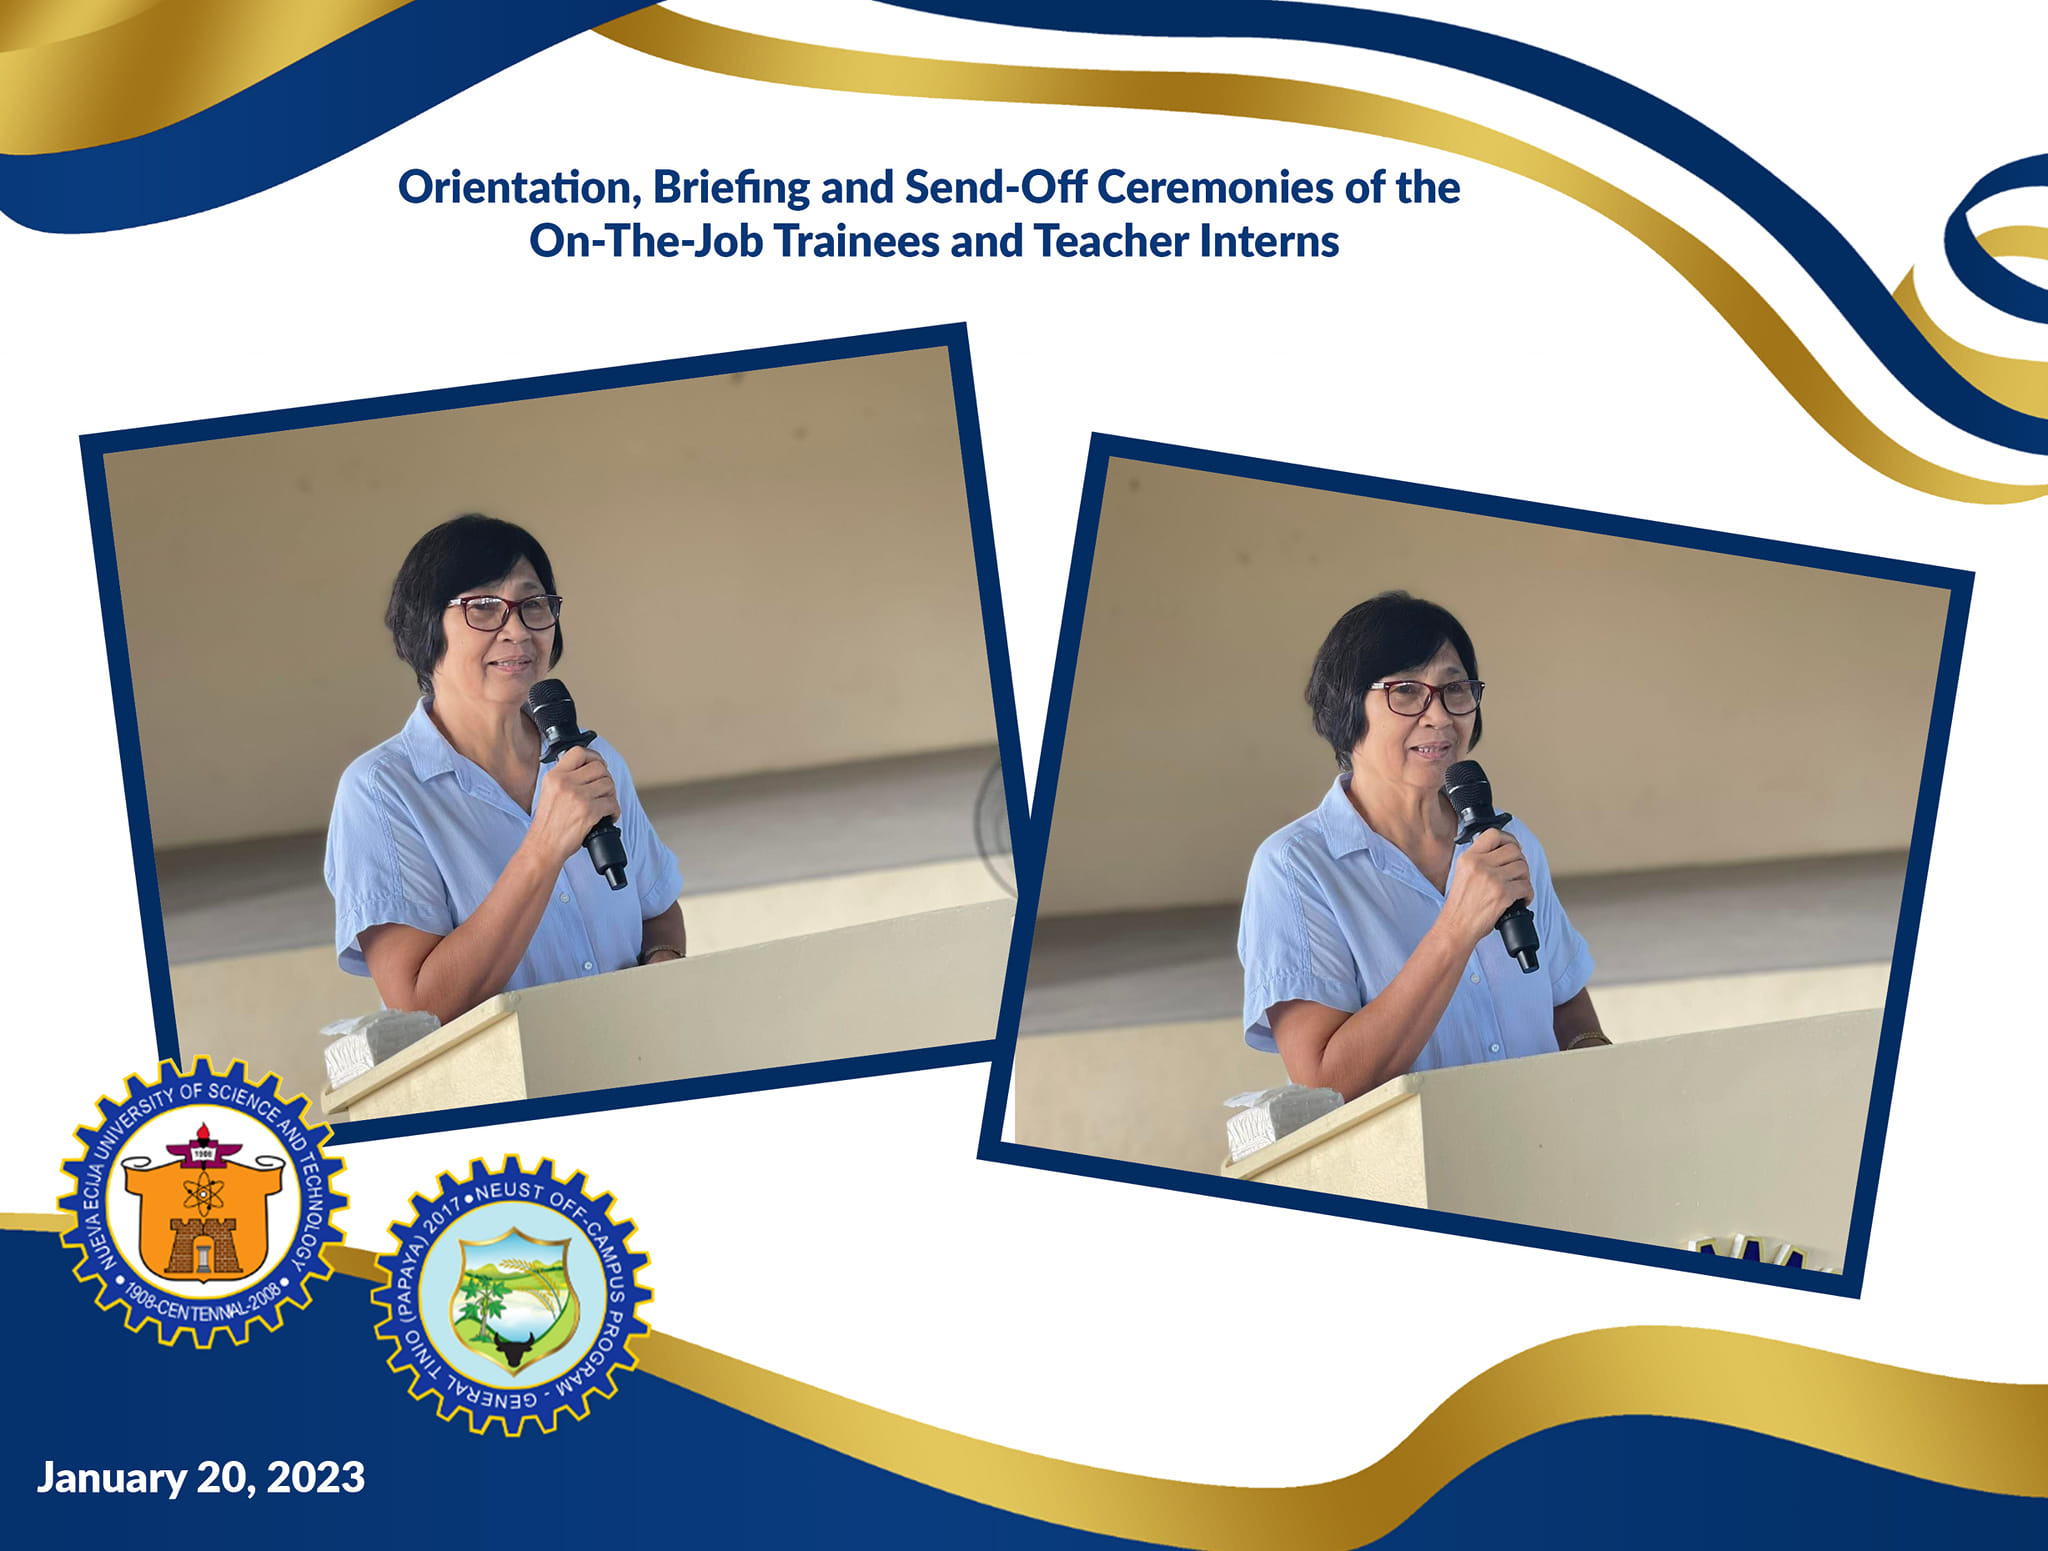 Orientation, Briefing and Send-Off Ceremonies of the
On-The-Job Trainees and Teacher Interns
NUEVA ECIJA UNIVERSITY OF SCIENCE AND TECHNOLOGY
1908
• 1908-CENTENNIAL-2008 •
NEUST OFF-CAMPUS PROGRAM - GENERAL TINIO (PAPAYA) 2017 •
January 20, 2023